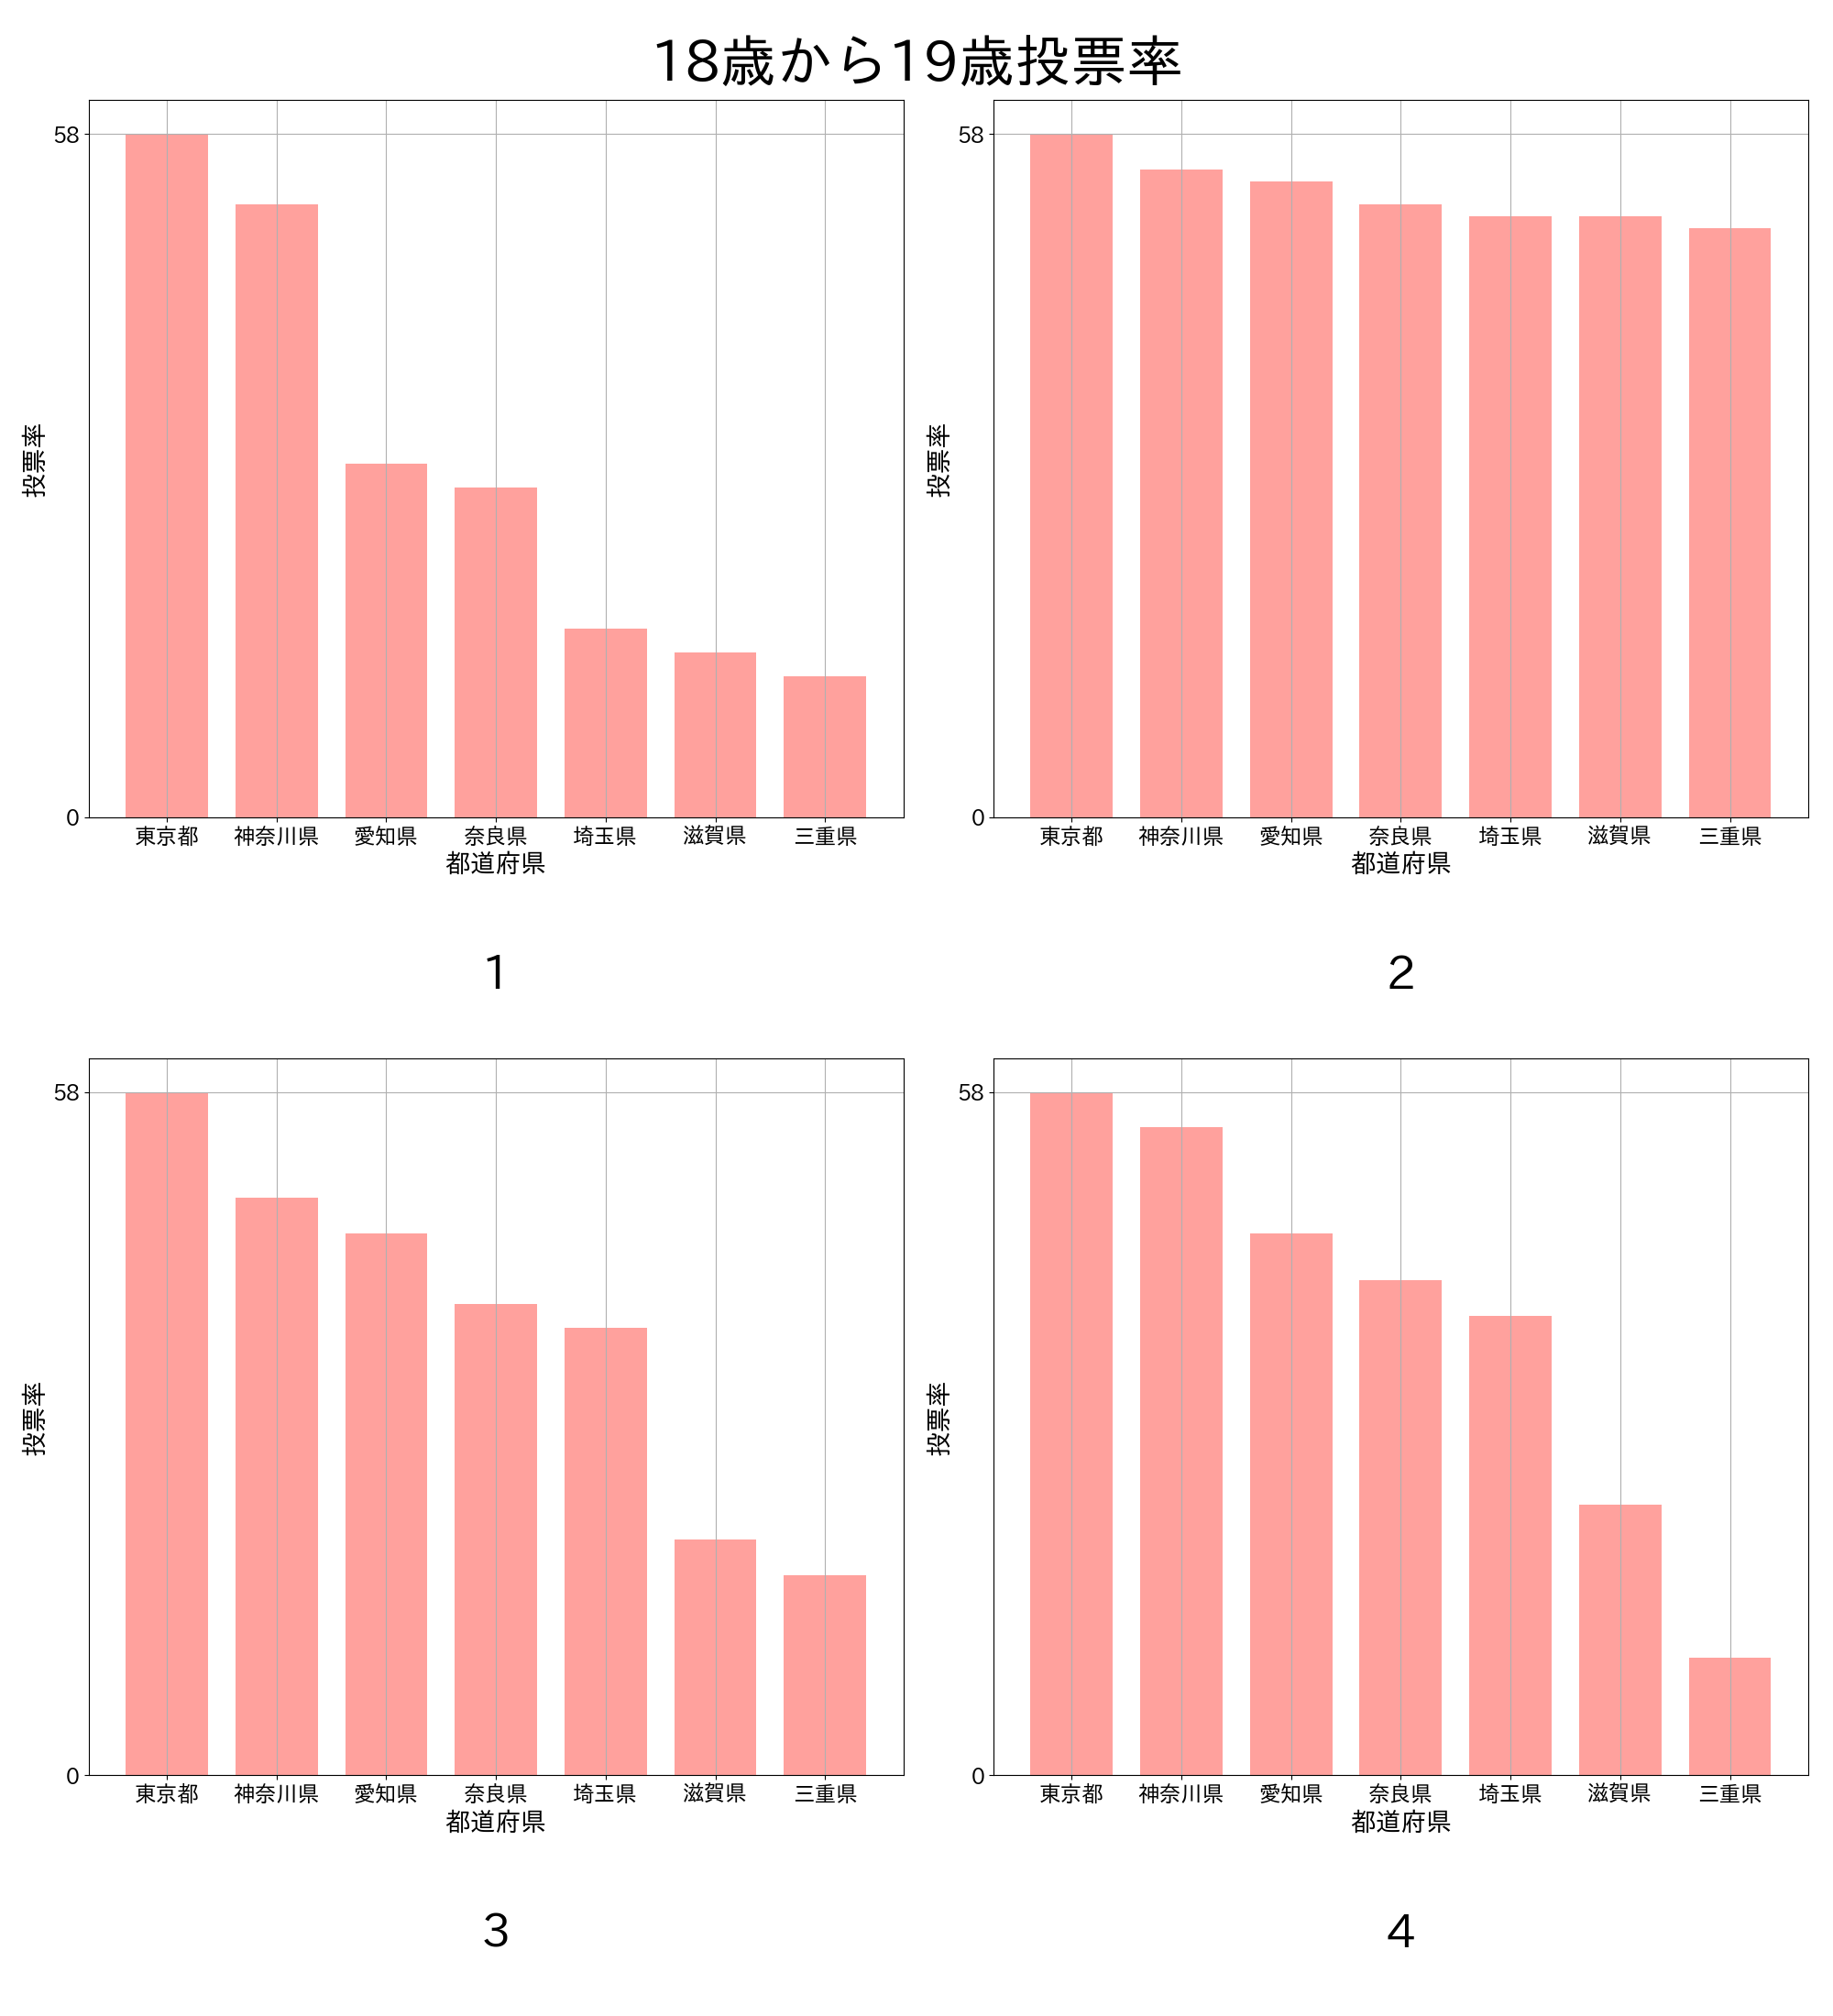 18歳から19歳投票率
58
0
投票率
東京都 神奈川県 愛知県 奈良県 埼玉県 滋賀県 三重県
都道府県
1
58
0
投票率
東京都 神奈川県 愛知県 奈良県 埼玉県 滋賀県 三重県
都道府県
2
58
0
投票率
東京都 神奈川県 愛知県 奈良県 埼玉県 滋賀県 三重県
都道府県
3
58
0
投票率
東京都 神奈川県 愛知県 奈良県 埼玉県 滋賀県 三重県
都道府県
4